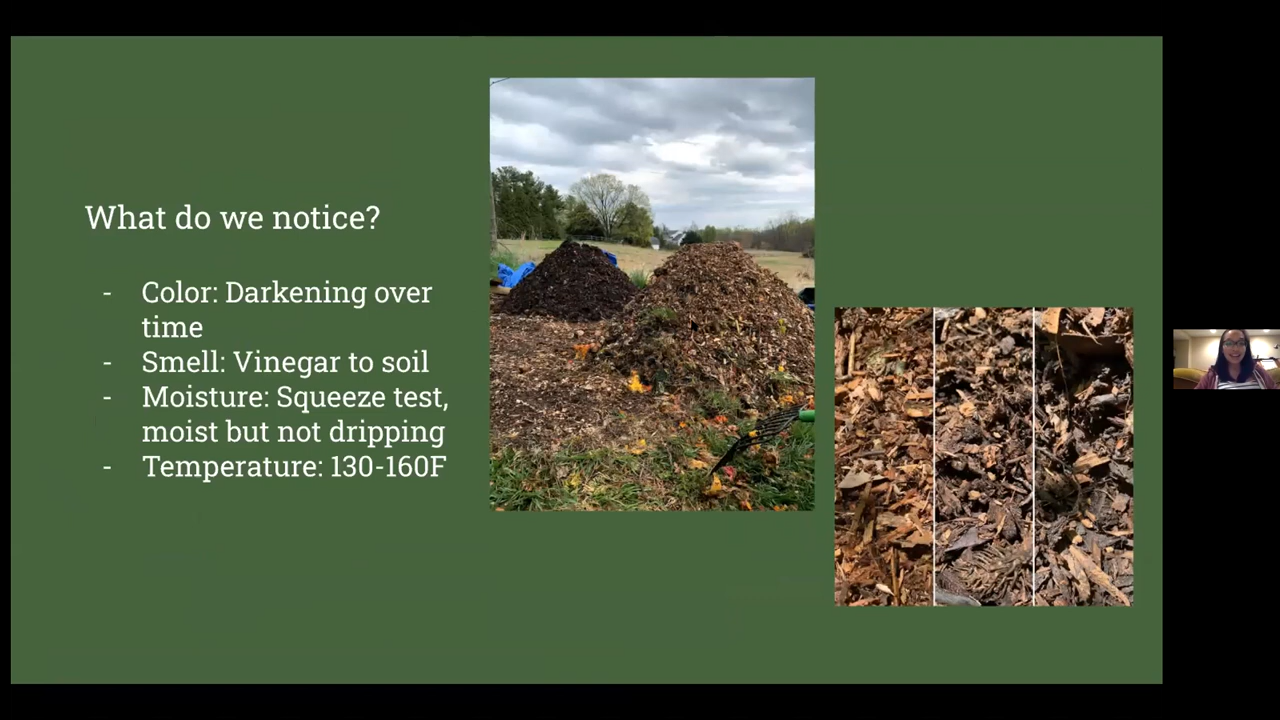 What do we notice?
- Color: Darkening over
time
- Smell: Vinegar to soil
- Moisture: Squeeze test,
moist but not dripping
- Temperature: 130-160F